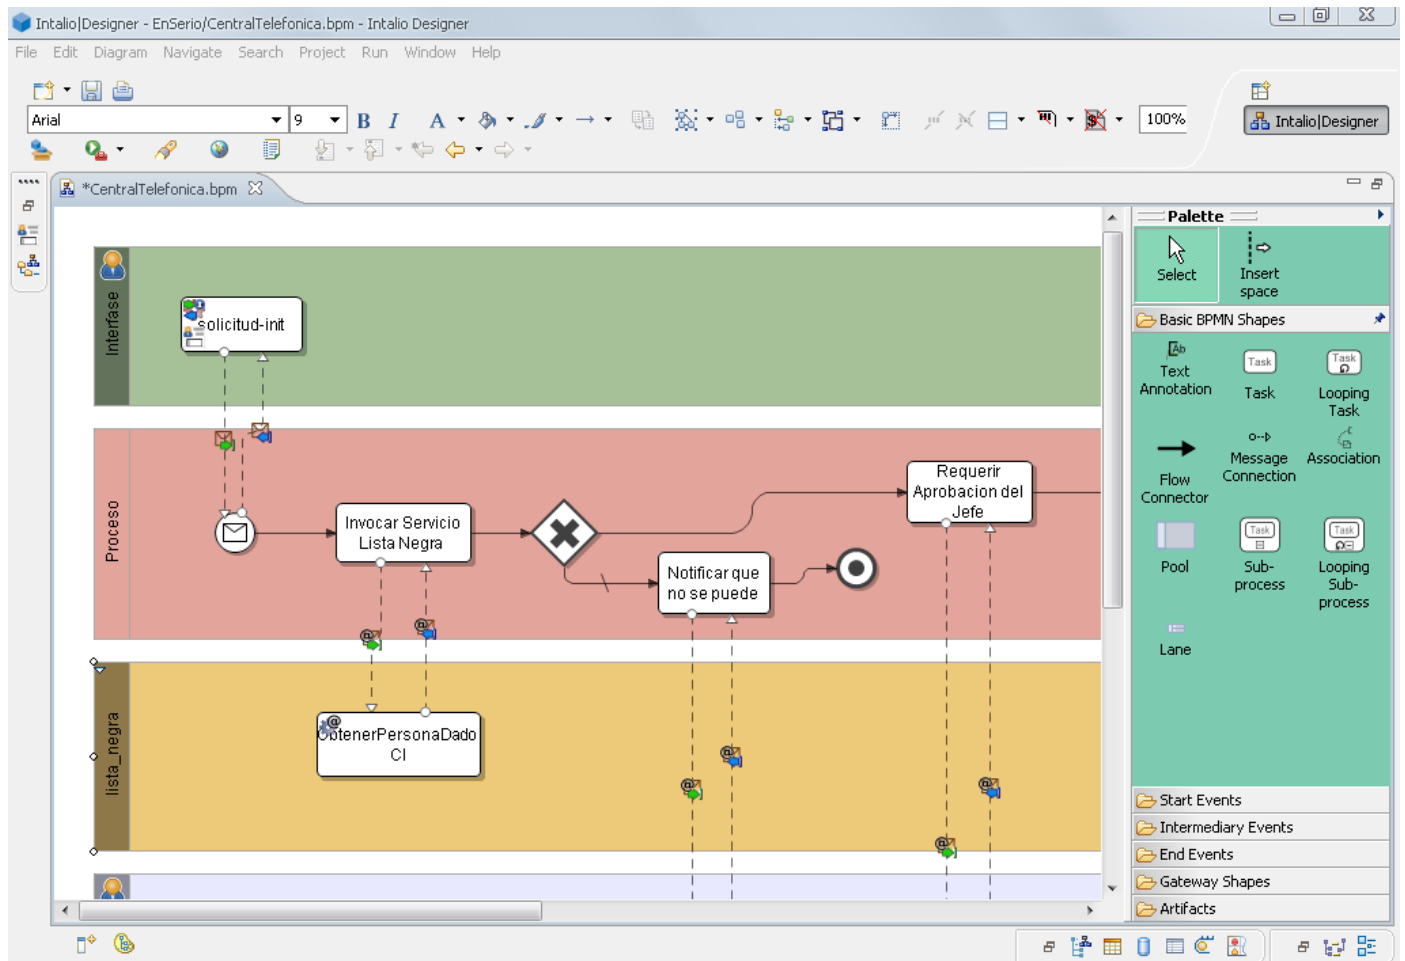 Intalio|Designer - EnSerio/CentralTelefonica.bpm - Intalio Designer
File Edit Diagram Navigate Search Project Run Window Help
Arial 9 B I A 100%
Intalio|Designer
*CentralTelefonica.bpm
Palette
Select
Insert
space
Basic BPMN Shapes
Text
Annotation
Task
Task
Task
Looping
Task
Flow
Connector
Message
Connection
Association
Pool
Task
Sub-
process
Task
Looping
Sub-
process
Lane
Start Events
Intermediary Events
End Events
Gateway Shapes
Artifacts
Interfase
solicitud-init
Proceso
Invocar Servicio
Lista Negra
Requerir
Aprobacion del
Jefe
Notificar que
no se puede
lista_negra
ObtenerPersonaDado
CI